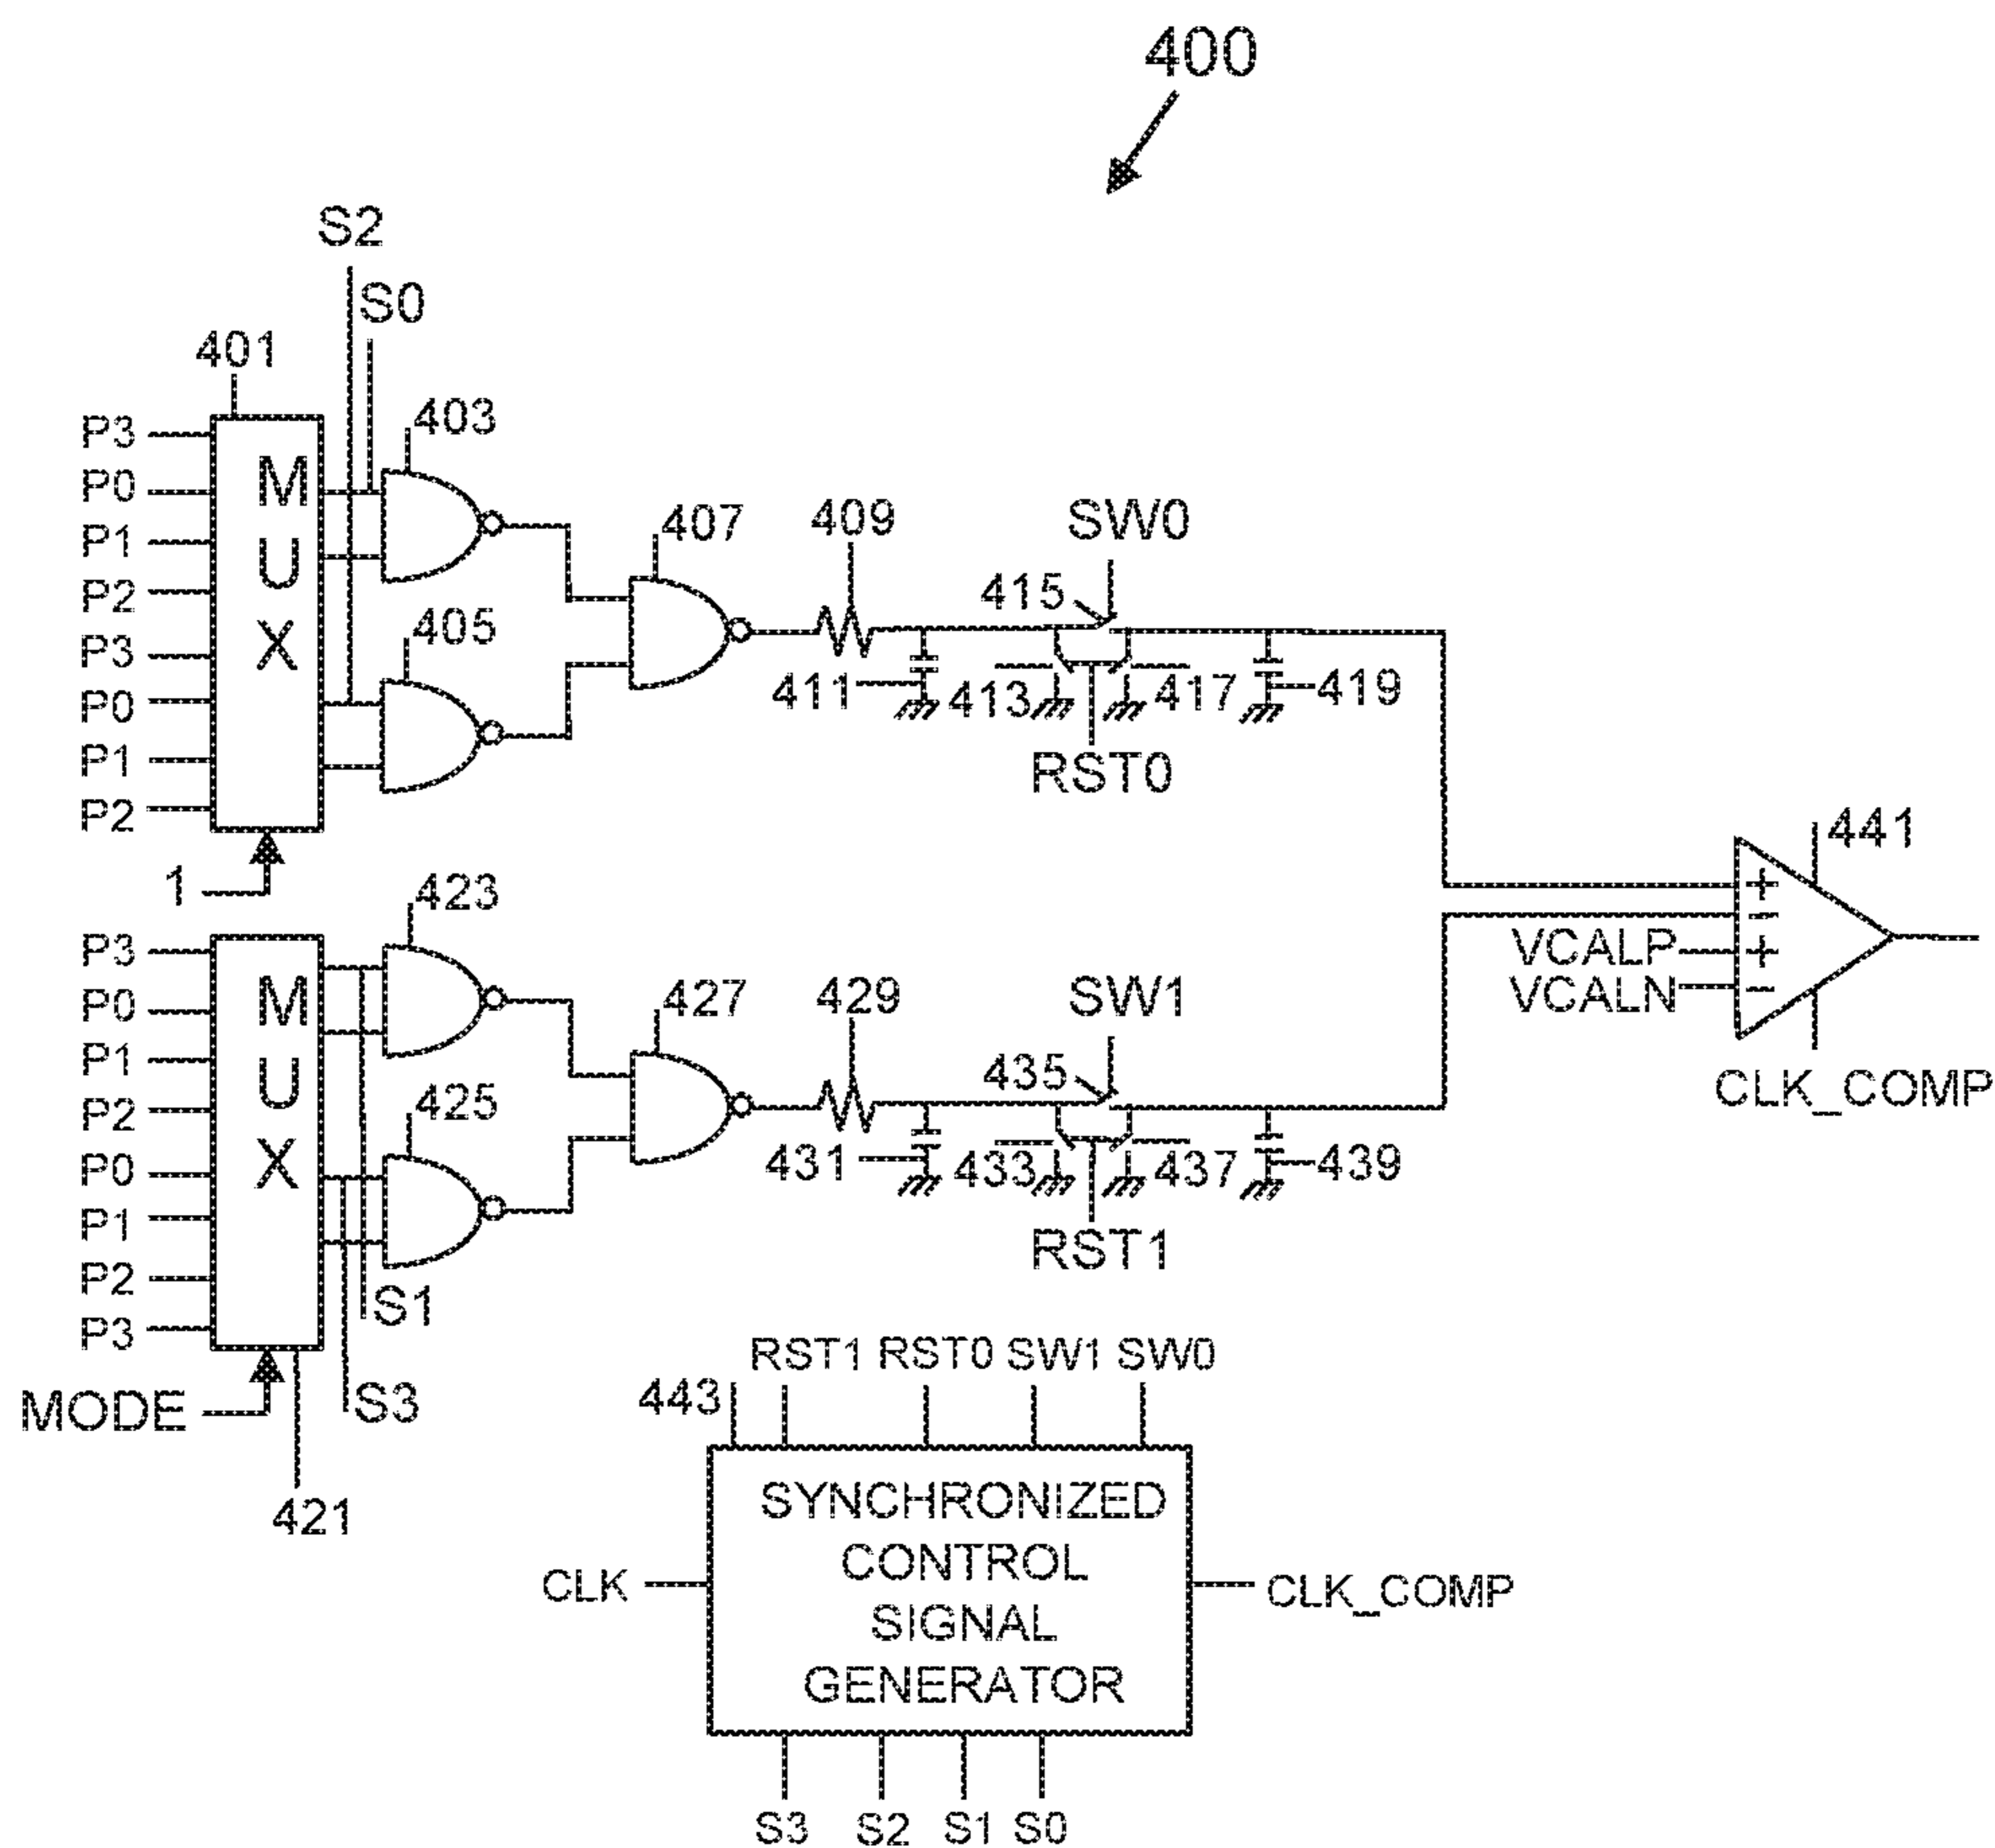 400
S2
S0
401
403
P3
P0
P1
P2
P3
P0
P1
P2
M
U
X
405
407
409
SW0
415
411
413
417
419
RST0
1
441
+
−
+
−
VCALP
VCALN
CLK_COMP
423
P3
P0
P1
P2
P0
P1
P2
P3
M
U
X
425
427
429
SW1
435
431
433
437
439
RST1
S1
S3
MODE
421
443
RST1 RST0 SW1 SW0
SYNCHRONIZED
CONTROL
SIGNAL
GENERATOR
CLK
CLK_COMP
S3 S2 S1 S0